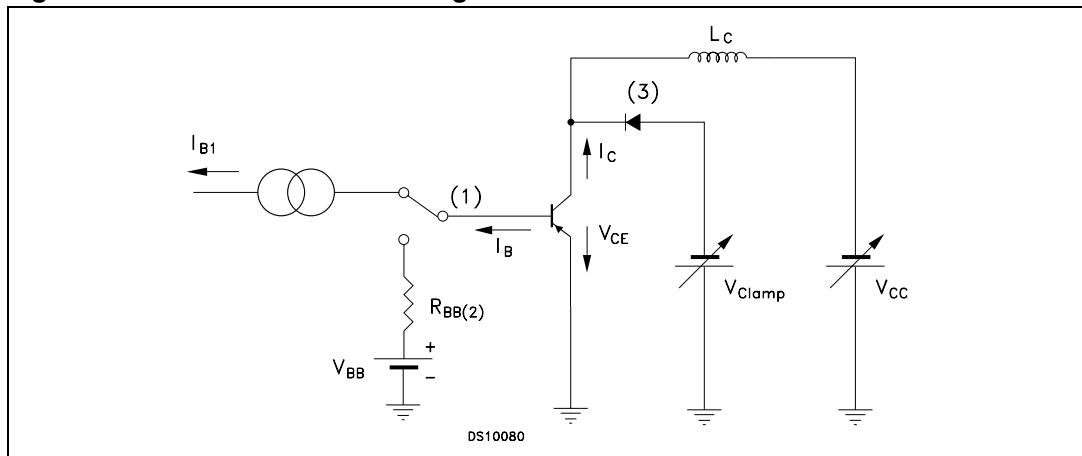 L_C
(3)
I_B1
I_C
(1)
I_B
V_CE
V_Clamp
V_CC
R_BB(2)
+
V_BB
−
DS10080